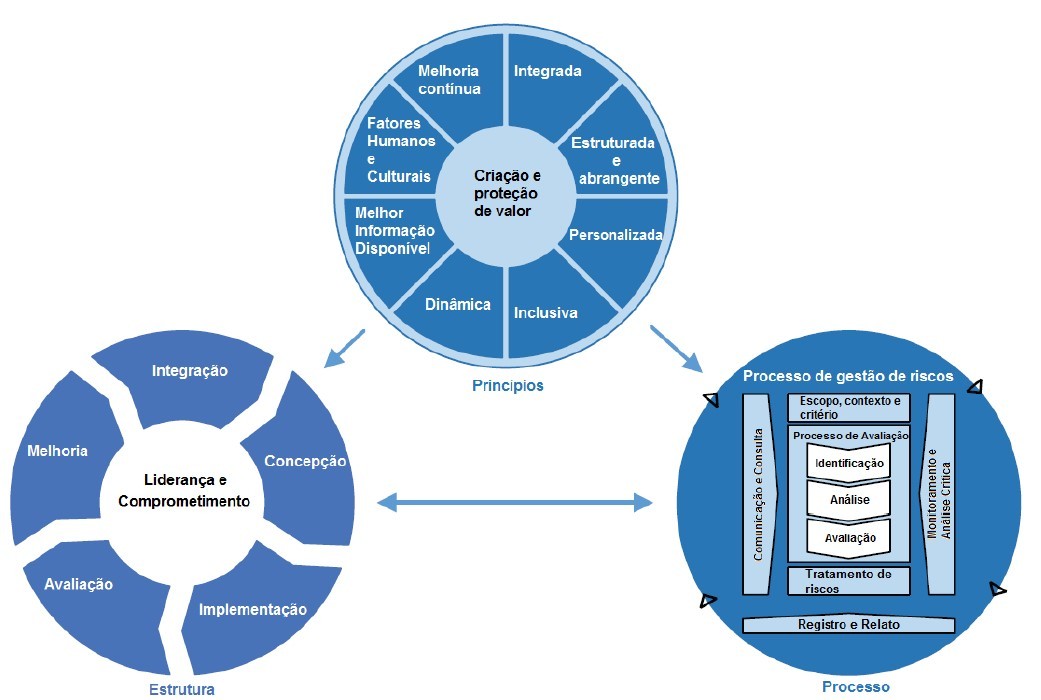 Melhoria
contínua
Integrada
Fatores
Humanos
e
Culturais
Estruturada
e
abrangente
Criação e
proteção
de valor
Melhor
Informação
Disponível
Personalizada
Dinâmica
Inclusiva
Princípios
Integração
Melhoria
Concepção
Liderança e
Comprometimento
Avaliação
Implementação
Estrutura
Processo de gestão de riscos
Escopo, contexto e
critério
Processo de Avaliação
Identificação
Análise
Avaliação
Comunicação e Consulta
Monitoramento e
Análise Crítica
Tratamento de
riscos
Registro e Relato
Processo